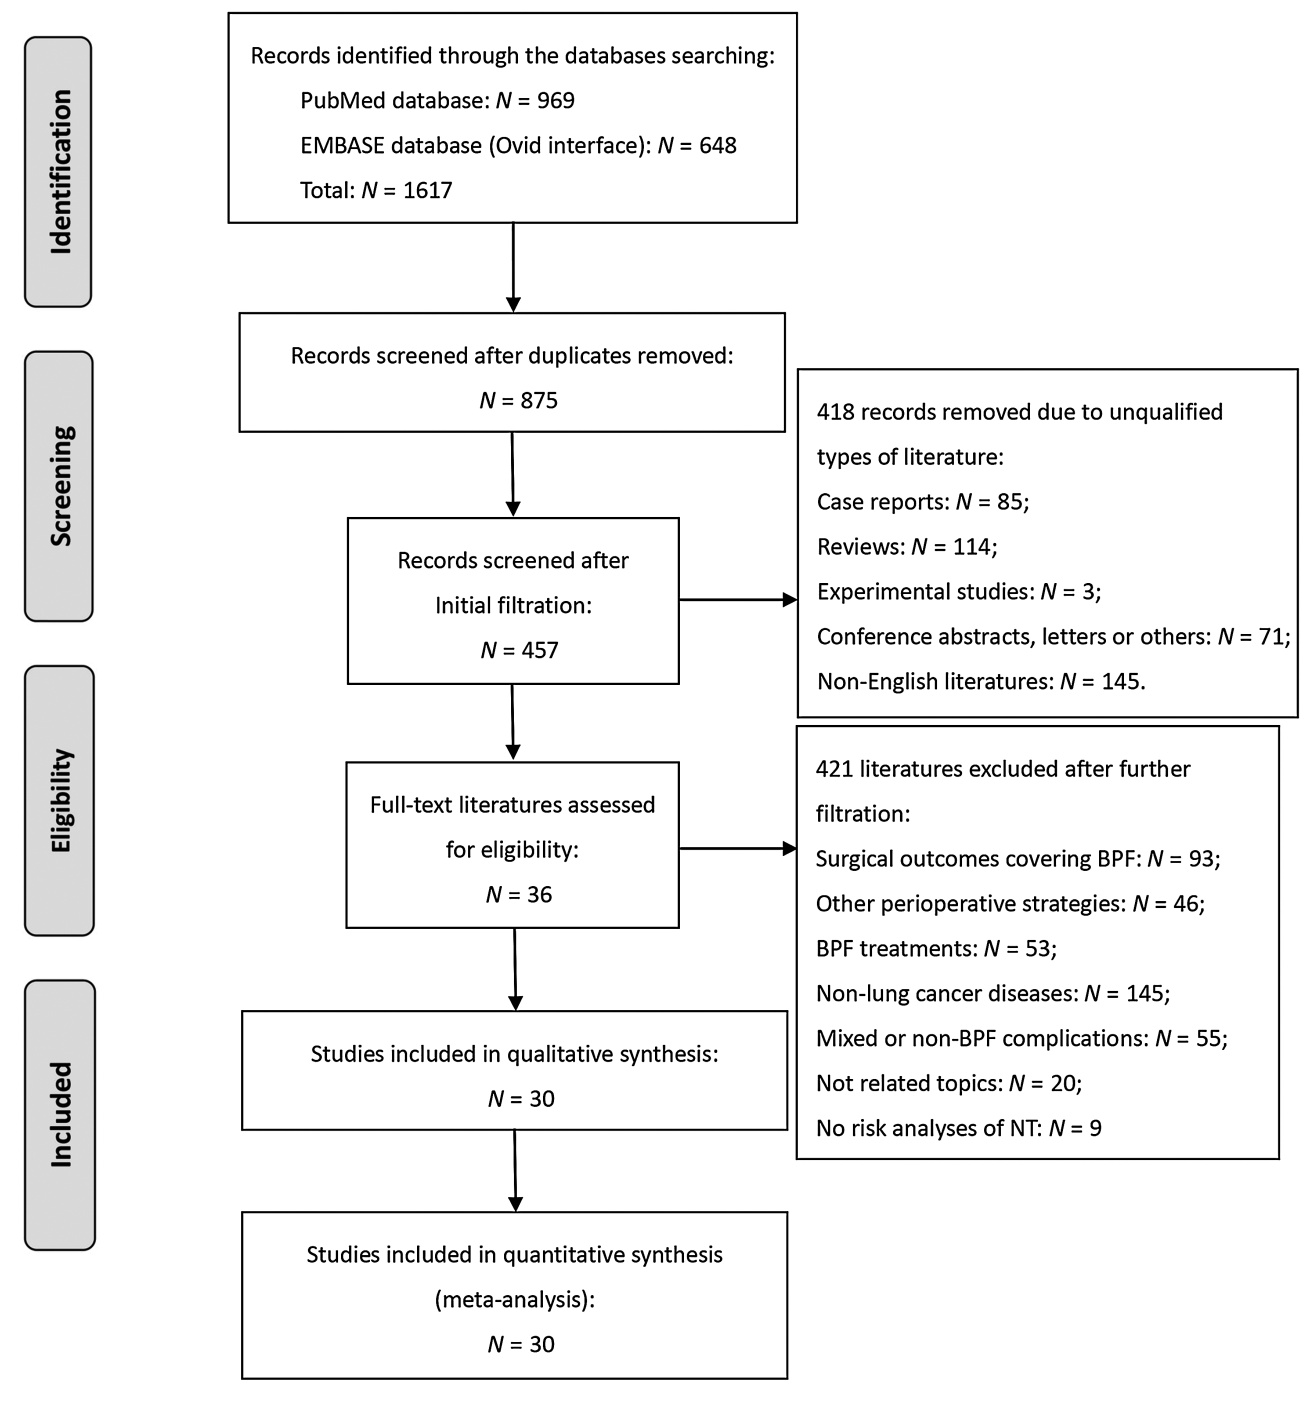 Identification
Records identified through the databases searching:
PubMed database: N = 969
EMBASE database (Ovid interface): N = 648
Total: N = 1617
Screening
Records screened after duplicates removed:
N = 875
Records screened after
Initial filtration:
N = 457
418 records removed due to unqualified
types of literature:
Case reports: N = 85;
Reviews: N = 114;
Experimental studies: N = 3;
Conference abstracts, letters or others: N = 71;
Non-English literatures: N = 145.
Eligibility
Full-text literatures assessed
for eligibility:
N = 36
421 literatures excluded after further
filtration:
Surgical outcomes covering BPF: N = 93;
Other perioperative strategies: N = 46;
BPF treatments: N = 53;
Non-lung cancer diseases: N = 145;
Mixed or non-BPF complications: N = 55;
Not related topics: N = 20;
No risk analyses of NT: N = 9
Included
Studies included in qualitative synthesis:
N = 30
Studies included in quantitative synthesis
(meta-analysis):
N = 30